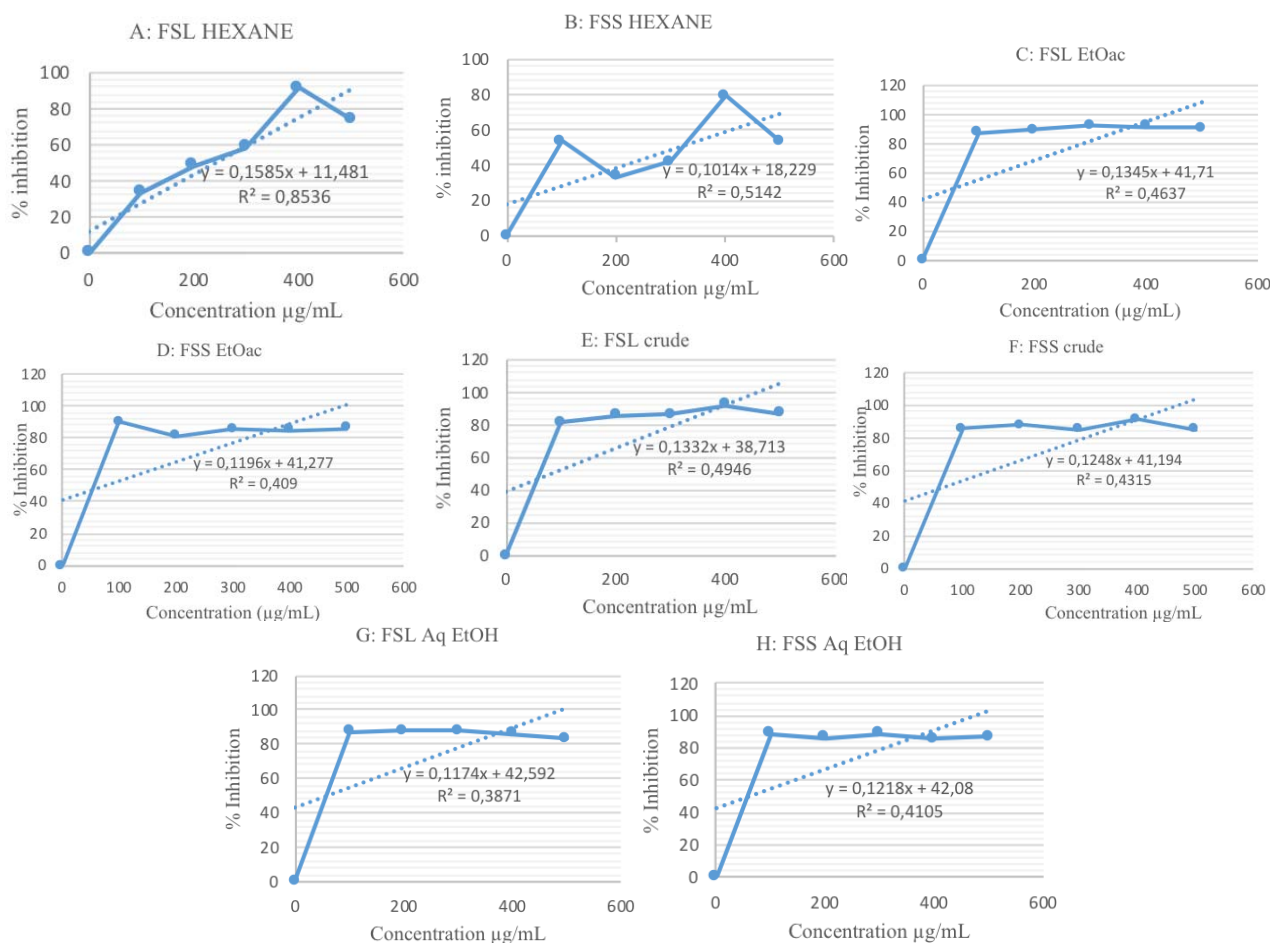 A: FSL HEXANE
100
80
60
40
20
0
% inhibition
y = 0,1585x + 11,481
R² = 0,8536
0 200 400 600
Concentration µg/mL
B: FSS HEXANE
100
80
60
40
20
0
% inhibition
y = 0,1014x + 18,229
R² = 0,5142
0 200 400 600
Concentration µg/mL
C: FSL EtOac
120
100
80
60
40
20
0
% Inhibition
y = 0,1345x + 41,71
R² = 0,4637
0 200 400 600
Concentration (µg/mL)
D: FSS EtOac
120
100
80
60
40
20
0
% Inhibition
y = 0,1196x + 41,277
R² = 0,409
0 100 200 300 400 500 600
Concentration (µg/mL)
E: FSL crude
120
100
80
60
40
20
0
% Inhibition
y = 0,1332x + 38,713
R² = 0,4946
0 200 400 600
Concentration µg/mL
F: FSS crude
120
100
80
60
40
20
0
% Inhibition
y = 0,1248x + 41,194
R² = 0,4315
0 100 200 300 400 500 600
Concentration µg/mL
G: FSL Aq EtOH
120
100
80
60
40
20
0
% Inhibition
y = 0,1174x + 42,592
R² = 0,3871
0 200 400 600
Concentration µg/mL
H: FSS Aq EtOH
120
100
80
60
40
20
0
% Inhibition
y = 0,1218x + 42,08
R² = 0,4105
0 200 400 600
Concentration µg/mL